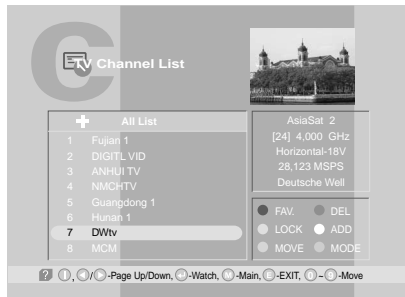 TV Channel List
All List
1 Fujian 1
2 DIGITL VID
3 ANHUI TV
4 NMCHTV
5 Guangdong 1
6 Hunan 1
7 DWtv
8 MCM
AsiaSat 2
[24] 4,000 GHz
Horizontal-18V
28,123 MSPS
Deutsche Well
FAV. DEL
LOCK ADD
MOVE MODE
? , / -Page Up/Down, -Watch, M -Main, E -EXIT, - 9 -Move